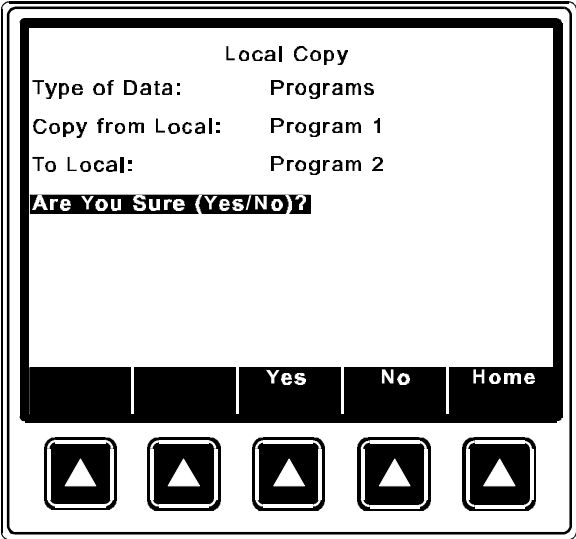 Local Copy
Type of Data: Programs
Copy from Local: Program 1
To Local: Program 2
Are You Sure (Yes/No)?
Yes No Home